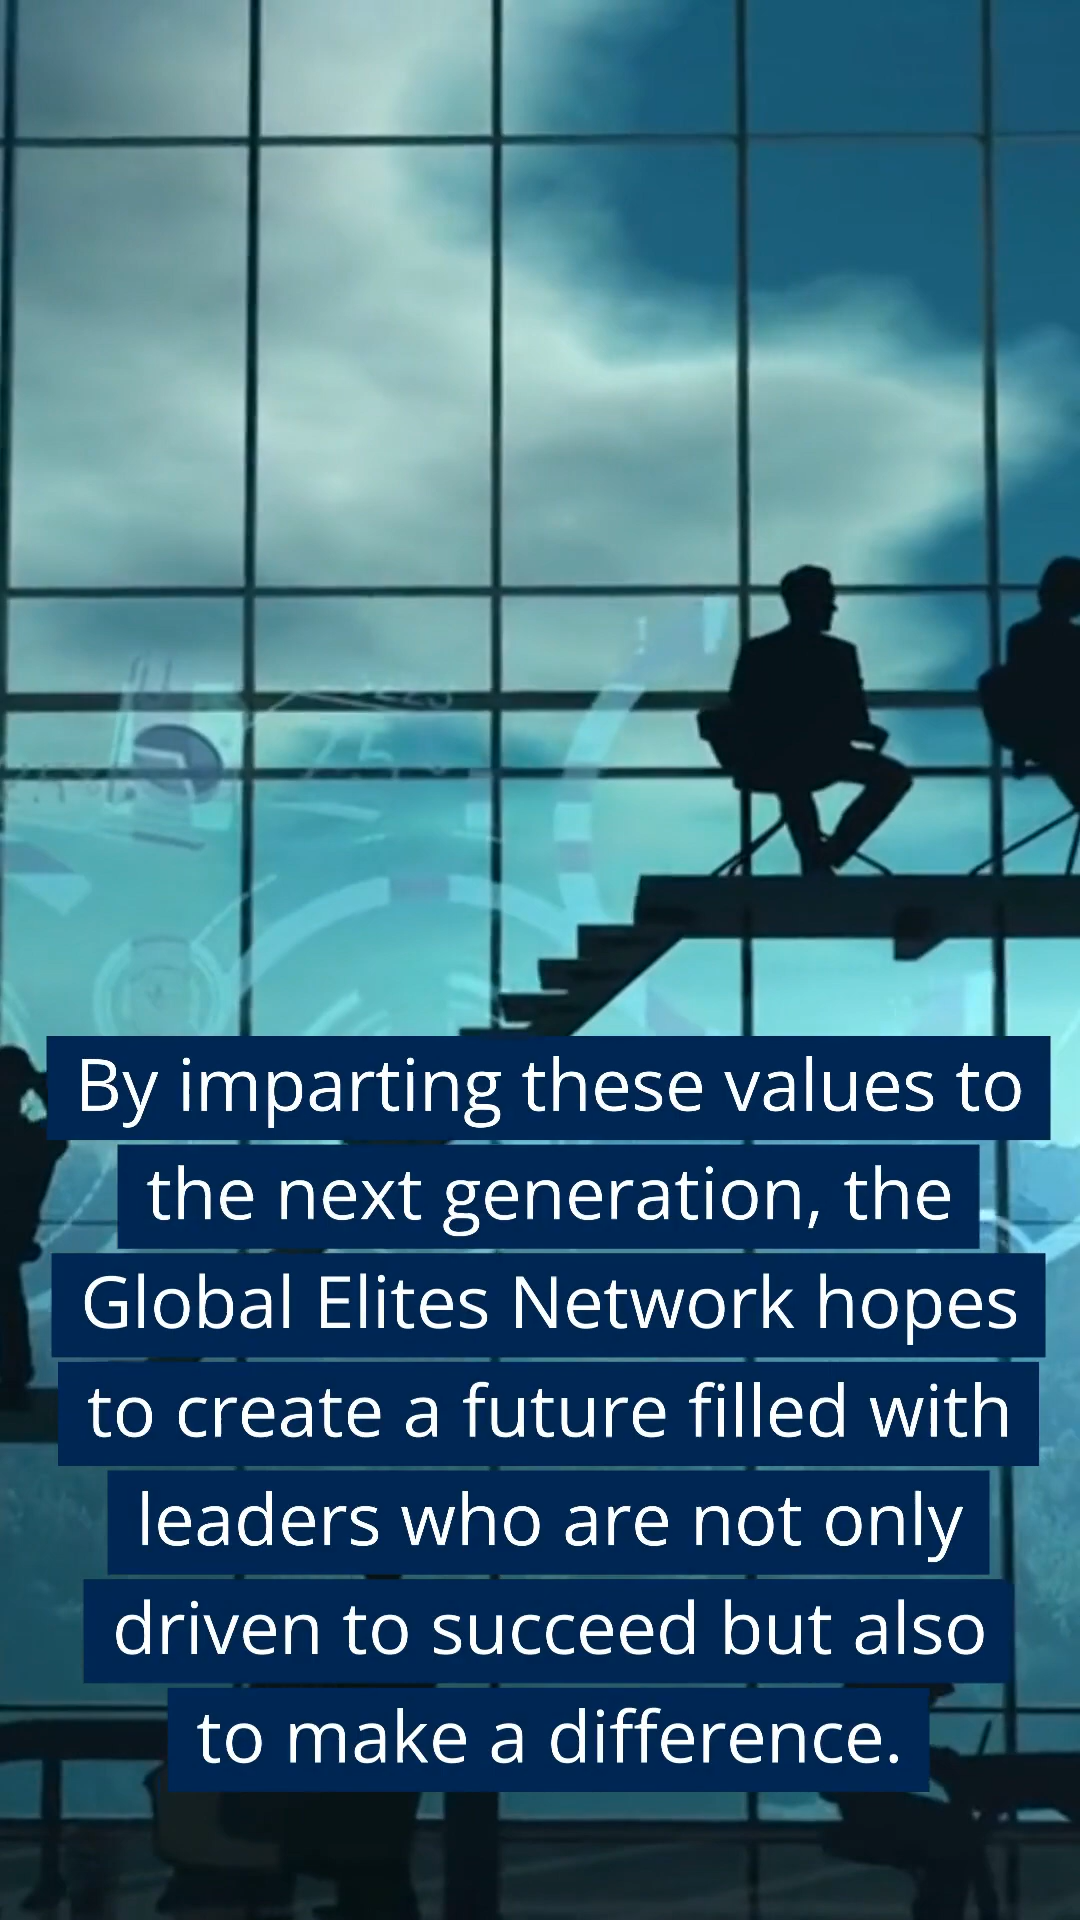 By imparting these values to
the next generation, the
Global Elites Network hopes
to create a future filled with
leaders who are not only
driven to succeed but also
to make a difference.